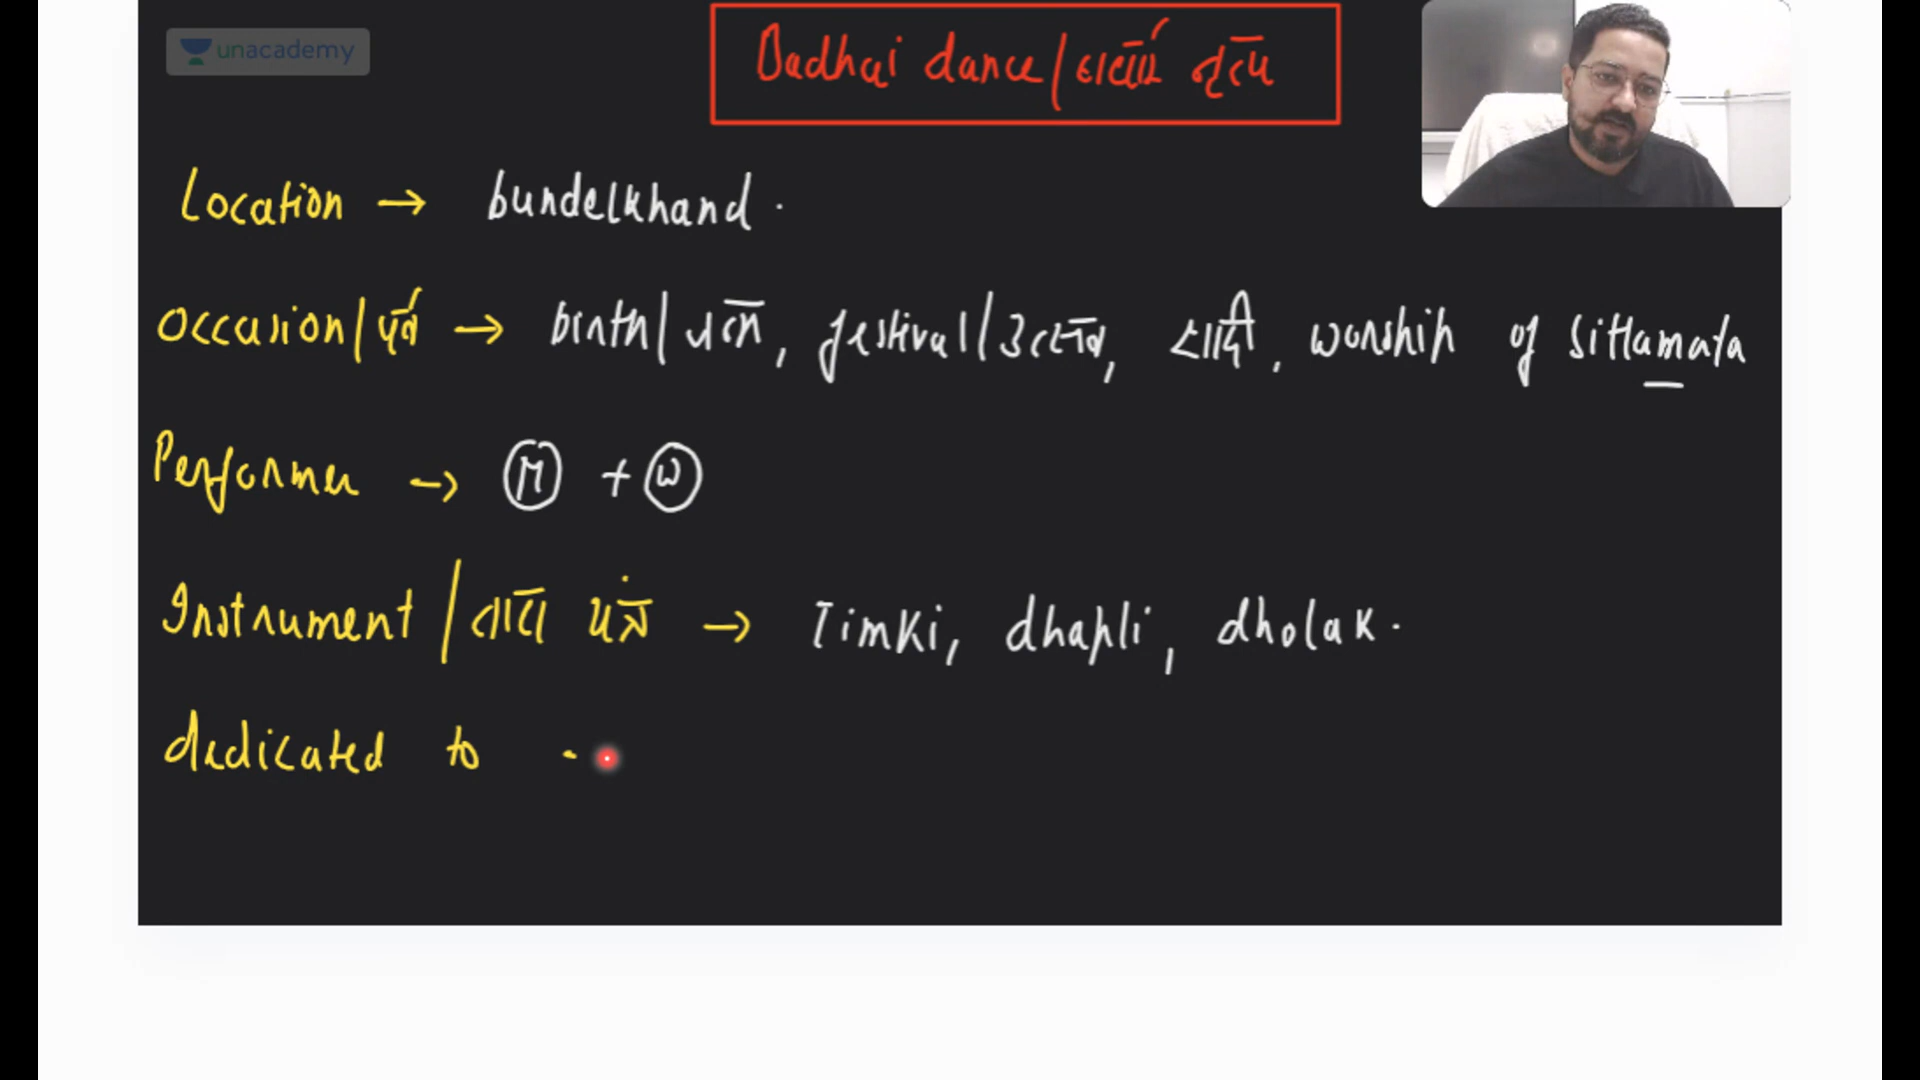 unacademy
Badhai dance/बधाई नृत्य
Location → bundelkhand.
Occasion/पर्व → birth/जन्म, festival/उत्सव, शादी, worship of sitlamata
Performer → M + W
Instrument/वाद्य यंत्र → Timki, dhapli, dholak.
dedicated to -